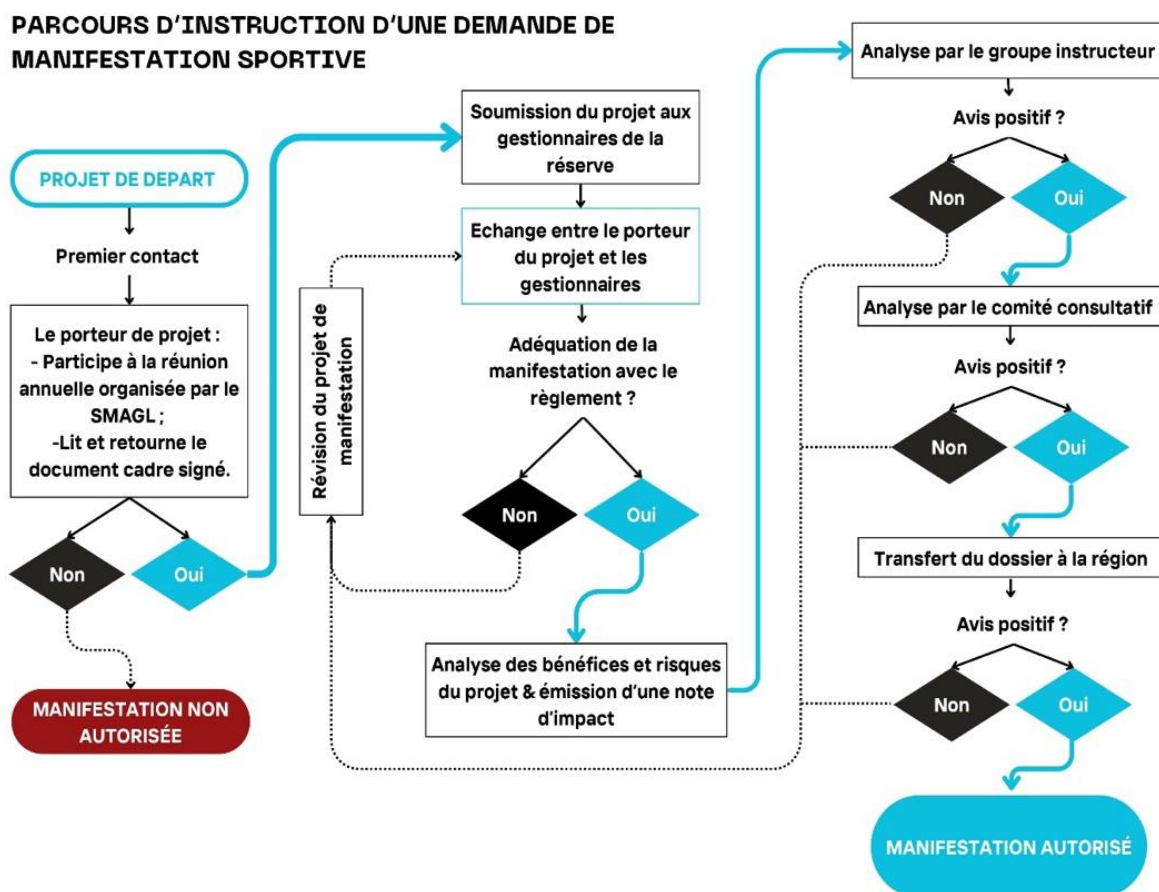 PARCOURS D'INSTRUCTION D'UNE DEMANDE DE
MANIFESTATION SPORTIVE
PROJET DE DEPART
Premier contact
Le porteur de projet :
- Participe à la réunion
annuelle organisée par le
SMAGL ;
-Lit et retourne le
document cadre signé.
Non
Oui
MANIFESTATION NON
AUTORISÉE
Soumission du projet aux
gestionnaires de la
réserve
Echange entre le porteur
du projet et les
gestionnaires
Révision du projet de
manifestation
Adéquation de la
manifestation avec le
règlement ?
Non
Oui
Analyse des bénéfices et risques
du projet & émission d'une note
d'impact
Analyse par le groupe instructeur
Avis positif ?
Non
Oui
Analyse par le comité consultatif
Avis positif ?
Non
Oui
Transfert du dossier à la région
Avis positif ?
Non
Oui
MANIFESTATION AUTORISÉ